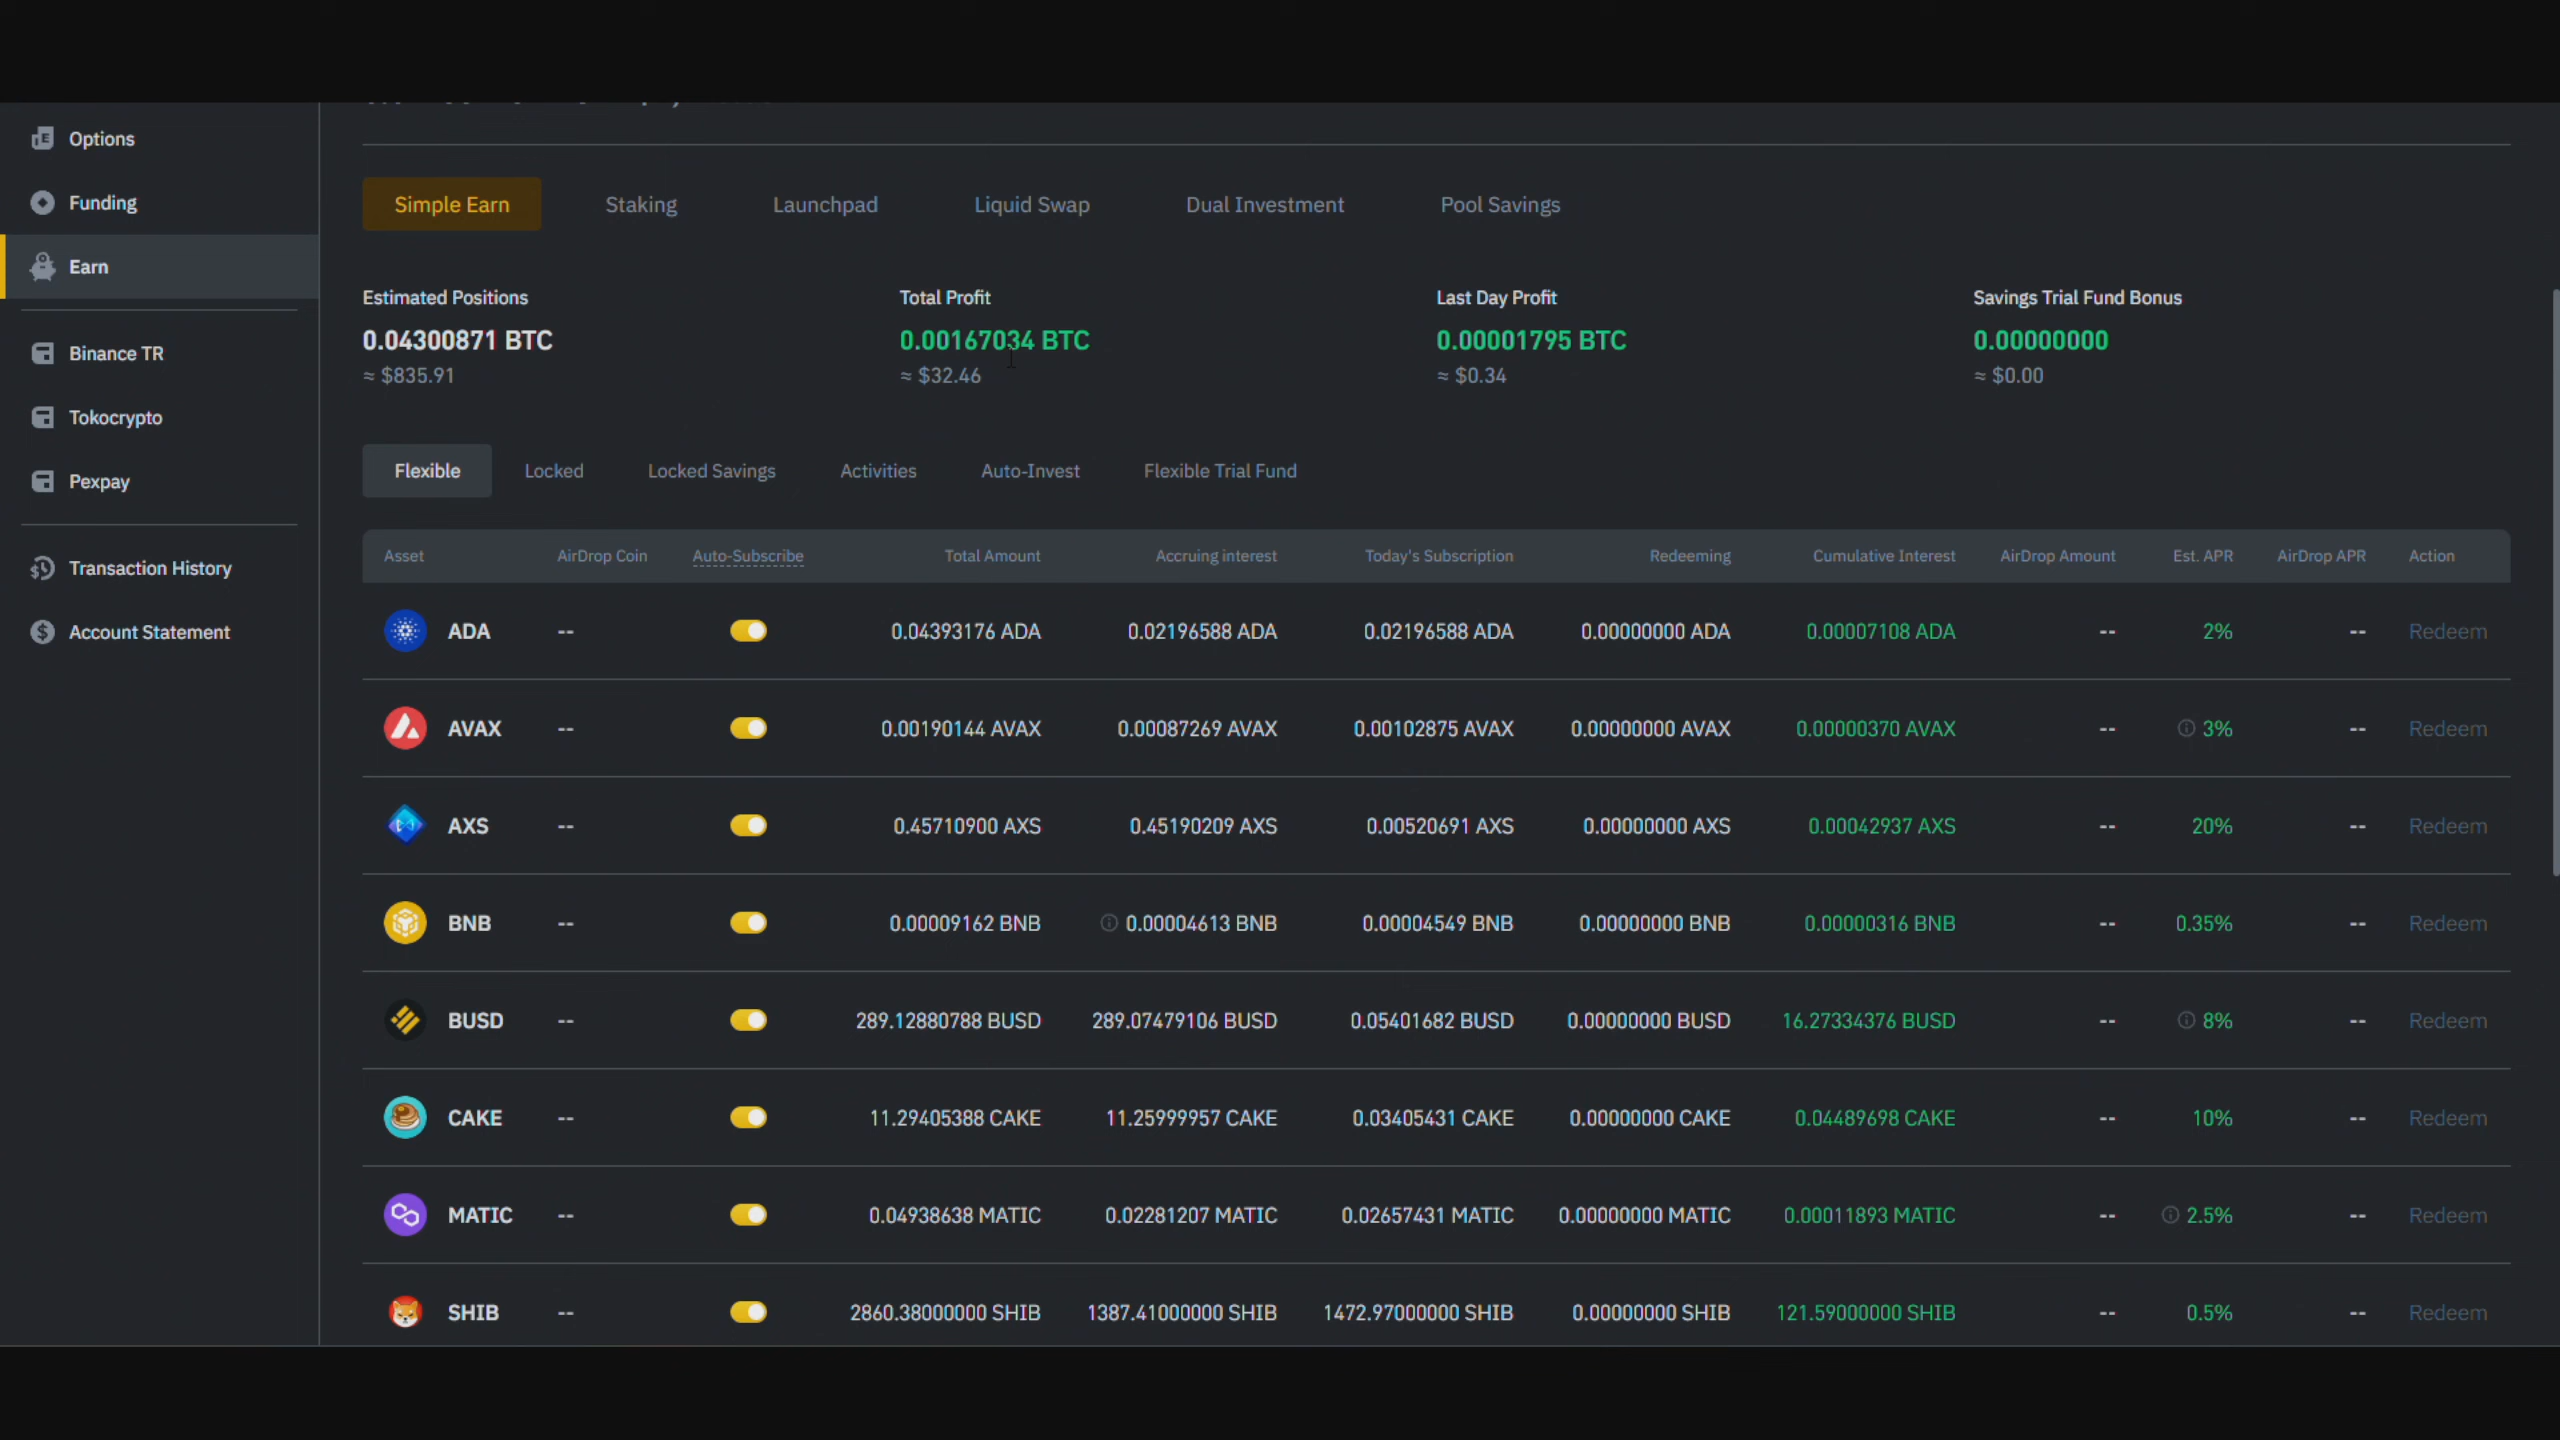 Options
Funding
Earn
Binance TR
Tokocrypto
Pexpay
Transaction History
Account Statement
Simple Earn Staking Launchpad Liquid Swap Dual Investment Pool Savings
Estimated Positions Total Profit Last Day Profit Savings Trial Fund Bonus
0.04300871 BTC 0.00167034 BTC 0.00001795 BTC 0.00000000
≈ $835.91 ≈ $32.46 ≈ $0.34 ≈ $0.00
Flexible Locked Locked Savings Activities Auto-Invest Flexible Trial Fund
Asset AirDrop Coin Auto-Subscribe Total Amount Accruing interest Today's Subscription Redeeming Cumulative Interest AirDrop Amount Est. APR AirDrop APR Action
ADA -- 0.04393176 ADA 0.02196588 ADA 0.02196588 ADA 0.00000000 ADA 0.00007108 ADA -- 2% -- Redeem
AVAX -- 0.00190144 AVAX 0.00087269 AVAX 0.00102875 AVAX 0.00000000 AVAX 0.00000370 AVAX -- 3% -- Redeem
AXS -- 0.45710900 AXS 0.45190209 AXS 0.00520691 AXS 0.00000000 AXS 0.00042937 AXS -- 20% -- Redeem
BNB -- 0.00009162 BNB 0.00004613 BNB 0.00004549 BNB 0.00000000 BNB 0.00000316 BNB -- 0.35% -- Redeem
BUSD -- 289.12880788 BUSD 289.07479106 BUSD 0.05401682 BUSD 0.00000000 BUSD 16.27334376 BUSD -- 8% -- Redeem
CAKE -- 11.29405388 CAKE 11.25999957 CAKE 0.03405431 CAKE 0.00000000 CAKE 0.04489698 CAKE -- 10% -- Redeem
MATIC -- 0.04938638 MATIC 0.02281207 MATIC 0.02657431 MATIC 0.00000000 MATIC 0.00011893 MATIC -- 2.5% -- Redeem
SHIB -- 2860.38000000 SHIB 1387.41000000 SHIB 1472.97000000 SHIB 0.00000000 SHIB 121.59000000 SHIB -- 0.5% -- Redeem